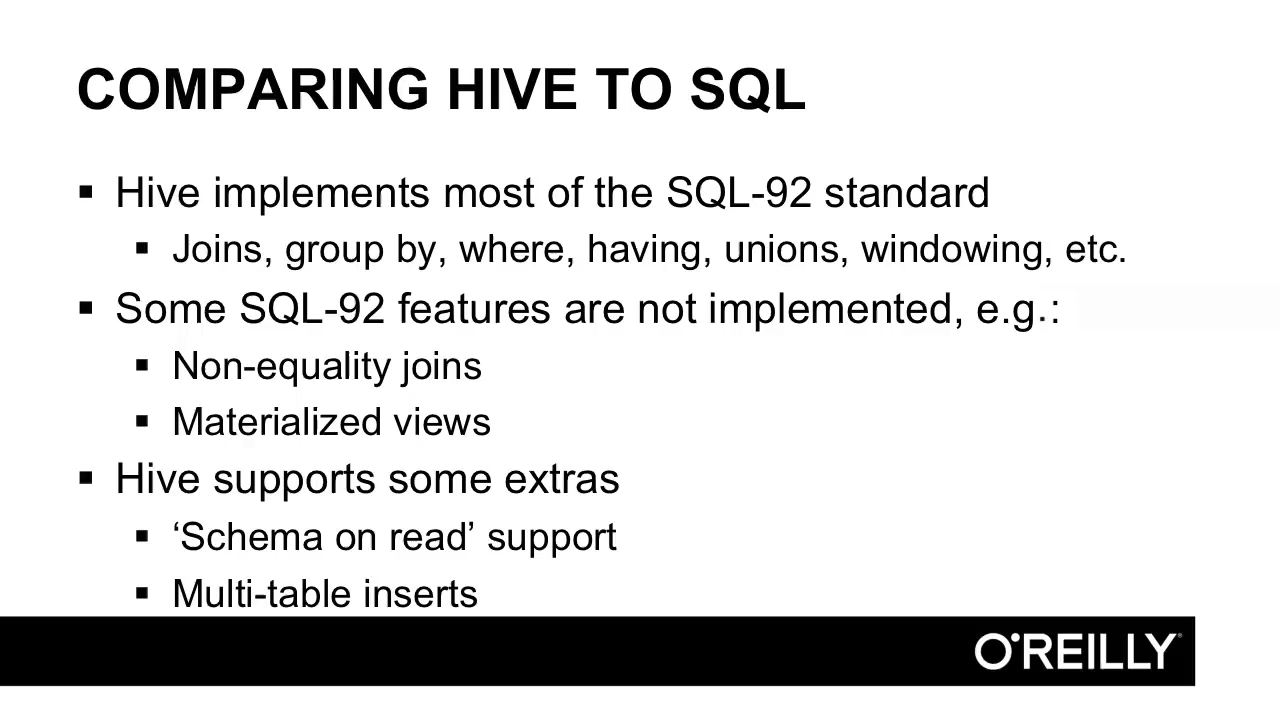 COMPARING HIVE TO SQL
▪ Hive implements most of the SQL-92 standard
▪ Joins, group by, where, having, unions, windowing, etc.
▪ Some SQL-92 features are not implemented, e.g.:
▪ Non-equality joins
▪ Materialized views
▪ Hive supports some extras
▪ ‘Schema on read’ support
▪ Multi-table inserts
O'REILLY®